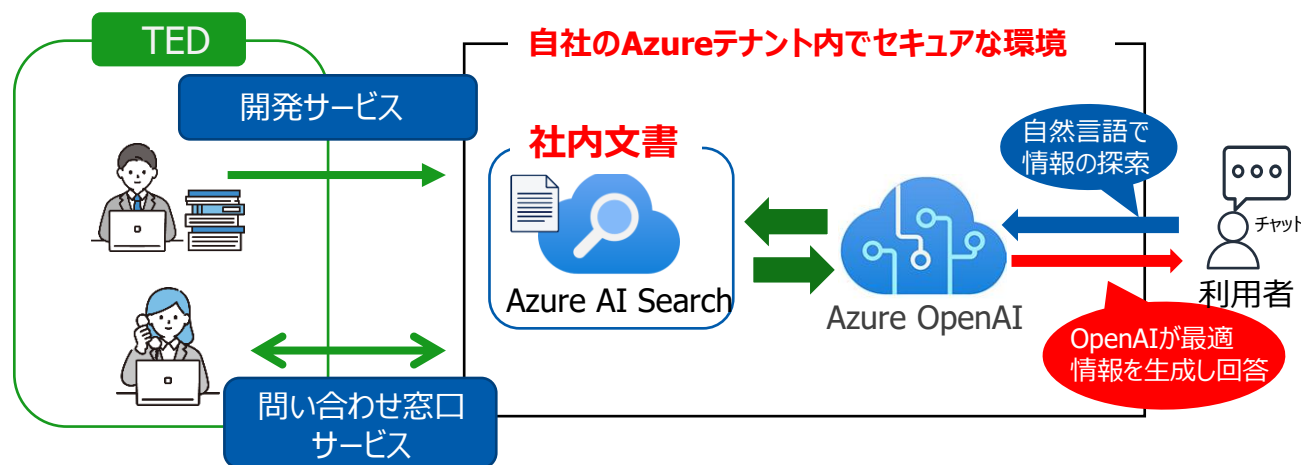 TED
自社のAzureテナント内でセキュアな環境
開発サービス
社内文書
自然言語で
情報の探索
チャット
Azure AI Search
Azure OpenAI
利用者
OpenAIが最適
情報を生成し回答
問い合わせ窓口
サービス